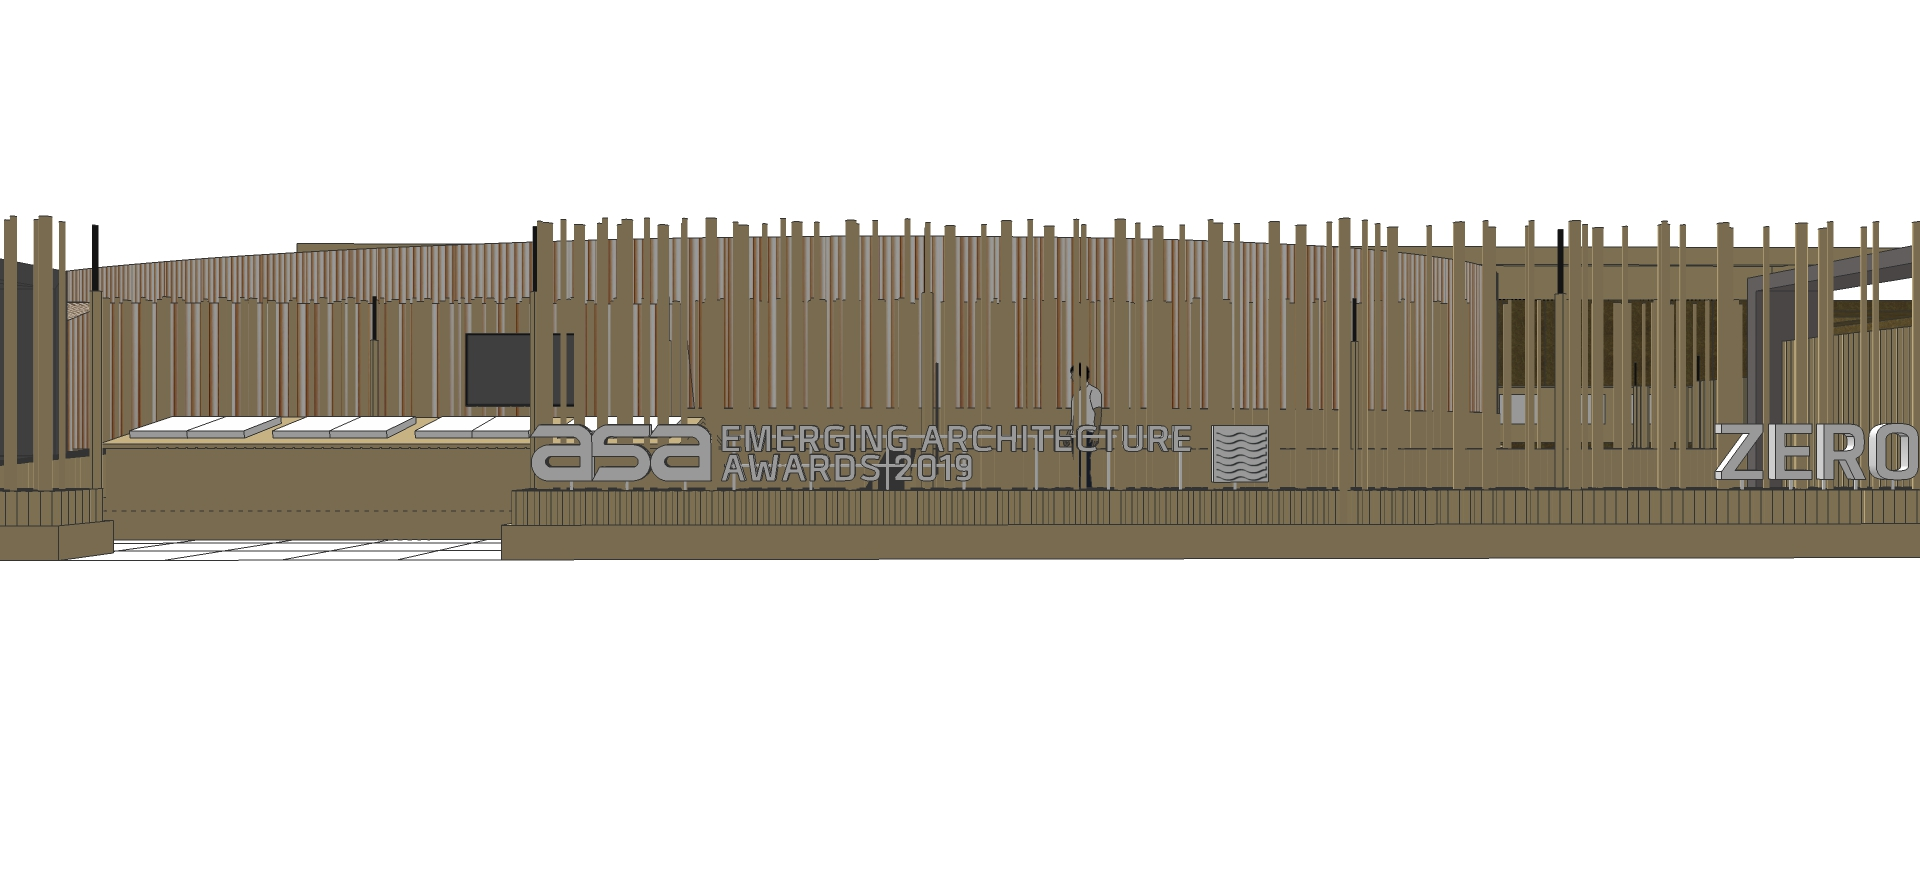 asa
EMERGING ARCHITECTURE
AWARDS 2019
ZERO